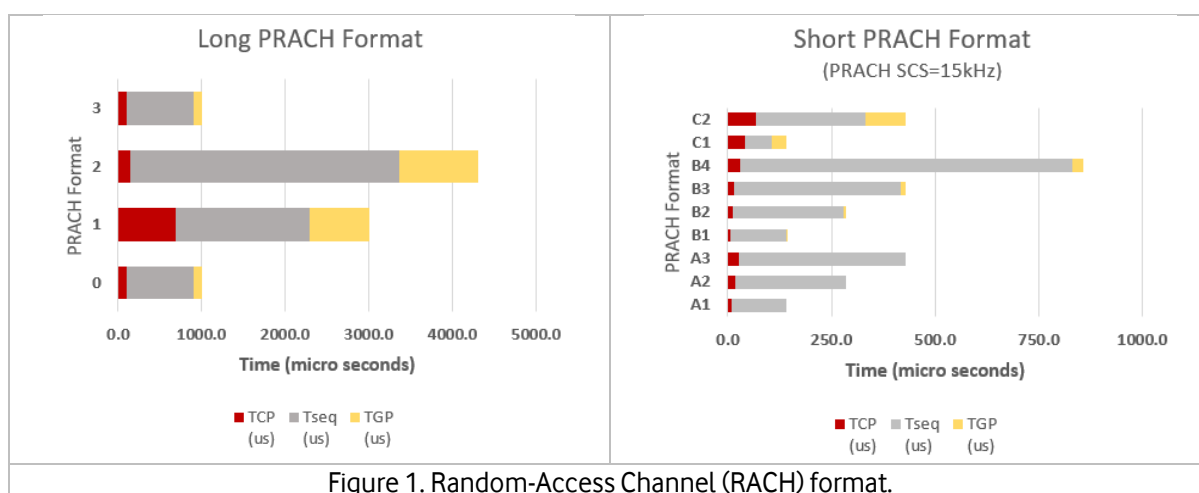 Long PRACH Format
PRACH Format
3
2
1
0
0.0 1000.0 2000.0 3000.0 4000.0 5000.0
Time (micro seconds)
TCP Tseq TGP
(us) (us) (us)
Short PRACH Format
(PRACH SCS=15kHz)
PRACH Format
C2
C1
B4
B3
B2
B1
A3
A2
A1
0.0 250.0 500.0 750.0 1000.0
Time (micro seconds)
TCP Tseq TGP
(us) (us) (us)
Figure 1. Random-Access Channel (RACH) format.